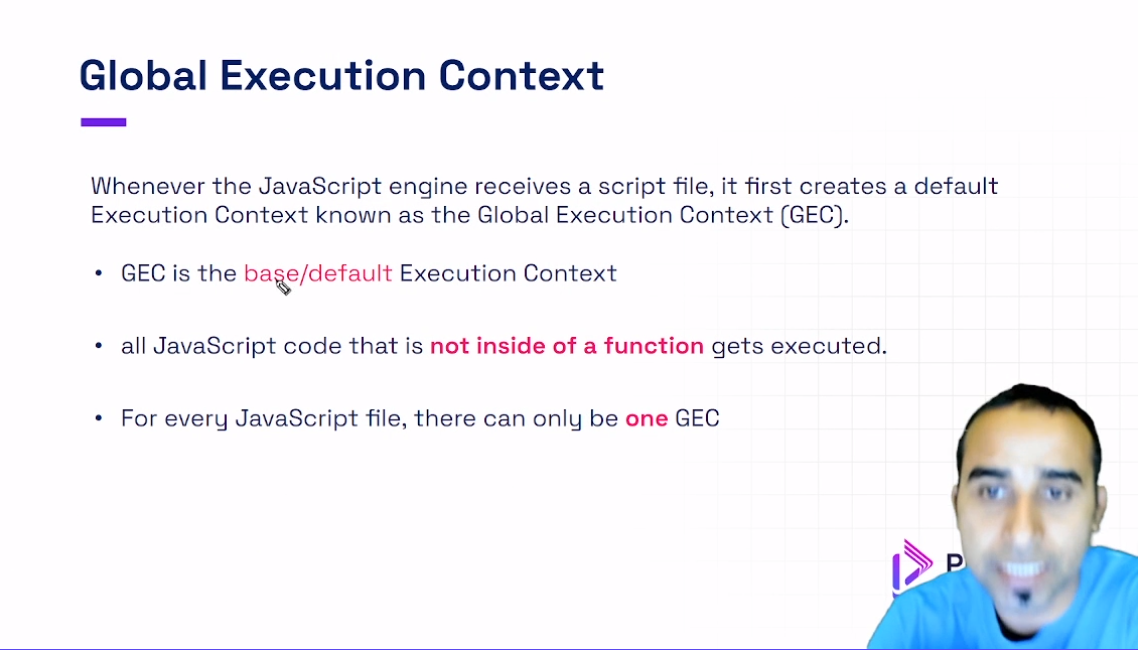 Global Execution Context
Whenever the JavaScript engine receives a script file, it first creates a default
Execution Context known as the Global Execution Context (GEC).
• GEC is the base/default Execution Context
• all JavaScript code that is not inside of a function gets executed.
• For every JavaScript file, there can only be one GEC
P